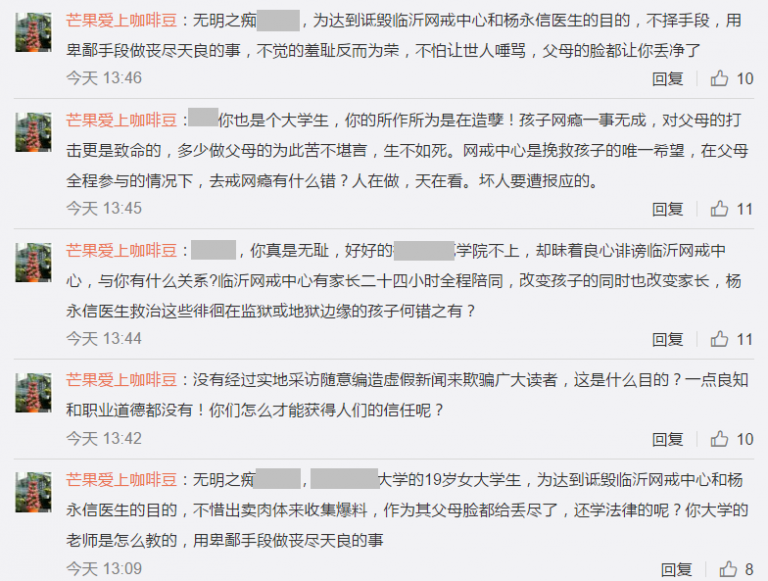 芒果爱上咖啡豆：无明之痴，为达到诋毁临沂网戒中心和杨永信医生的目的，不择手段，用
卑鄙手段做丧尽天良的事，不觉的羞耻反而为荣，不怕让世人唾骂，父母的脸都让你丢净了
今天 13:46 回复 10
芒果爱上咖啡豆：你也是个大学生，你的所作所为是在造孽！孩子网瘾一事无成，对父母的打
击更是致命的，多少做父母的为此苦不堪言，生不如死。网戒中心是挽救孩子的唯一希望，在父母
全程参与的情况下，去戒网瘾有什么错？人在做，天在看。坏人要遭报应的。
今天 13:45 回复 11
芒果爱上咖啡豆：，你真是无耻，好好的学院不上，却昧着良心诽谤临沂网戒中
心，与你有什么关系?临沂网戒中心有家长二十四小时全程陪同，改变孩子的同时也改变家长，杨
永信医生救治这些徘徊在监狱或地狱边缘的孩子何错之有？
今天 13:44 回复 11
芒果爱上咖啡豆：没有经过实地采访随意编造虚假新闻来欺骗广大读者，这是什么目的？一点良知
和职业道德都没有！你们怎么才能获得人们的信任呢？
今天 13:42 回复 10
芒果爱上咖啡豆：无明之痴，大学的19岁女大学生，为达到诋毁临沂网戒中心和杨
永信医生的目的，不惜出卖肉体来收集爆料，作为其父母脸都给丢尽了，还学法律的呢？你大学的
老师是怎么教的，用卑鄙手段做丧尽天良的事
今天 13:09 回复 8